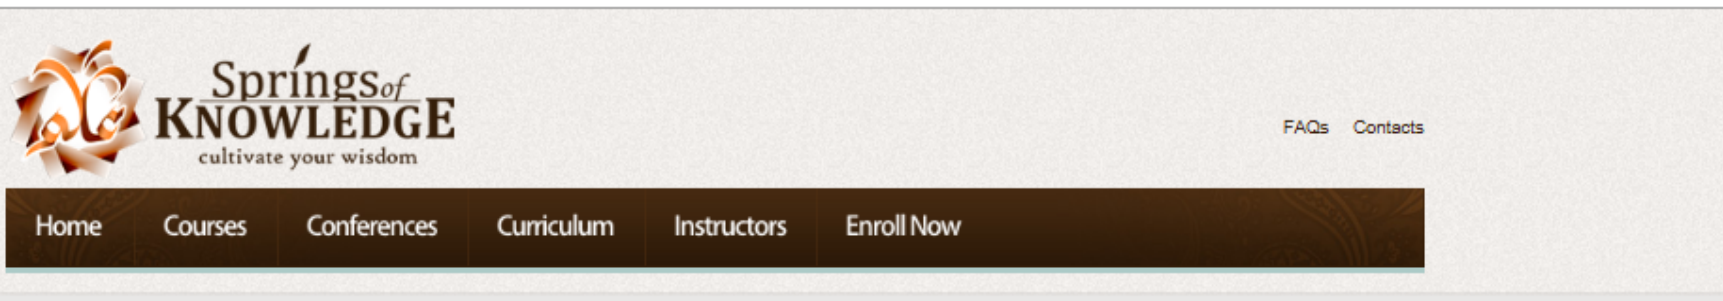 Springs of
KNOWLEDGE
cultivate your wisdom
FAQs Contacts
Home Courses Conferences Curriculum Instructors Enroll Now